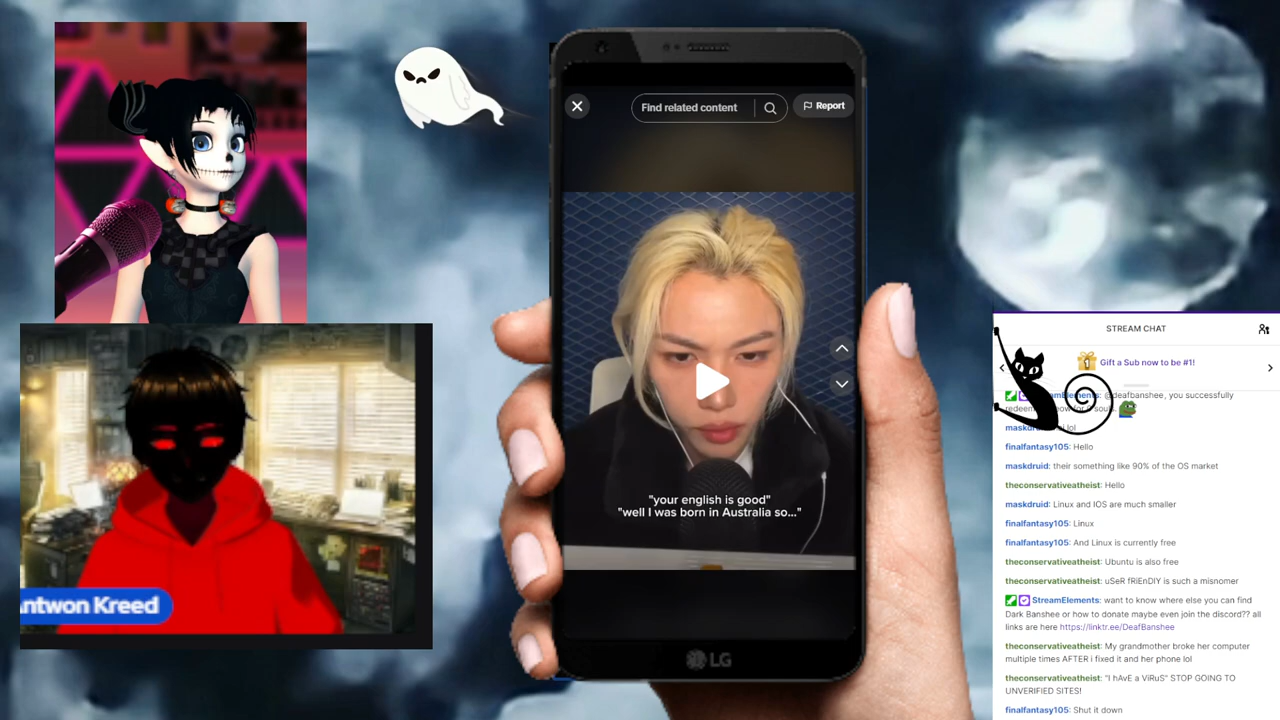 Find related content
Report
"your english is good"
"well I was born in Australia so..."
LG
ntwon Kreed
STREAM CHAT
Gift a Sub now to be #1!
amElements: @deafbanshee, you successfully
redeem
maskdru
lol
finalfantasy105: Hello
maskdruid: their something like 90% of the OS market
theconservativeatheist: Hello
maskdruid: Linux and IOS are much smaller
finalfantasy105: Linux
finalfantasy105: And Linux is currently free
theconservativeatheist: Ubuntu is also free
theconservativeatheist: uSeR fRiEnDlY is such a misnomer
StreamElements: want to know where else you can find
Dark Banshee or how to donate maybe even join the discord?? all
links are here https://linktr.ee/DeafBanshee
theconservativeatheist: My grandmother broke her computer
multiple times AFTER i fixed it and her phone lol
theconservativeatheist: "I hAvE a ViRuS" STOP GOING TO
UNVERIFIED SITES!
finalfantasy105: Shut it down